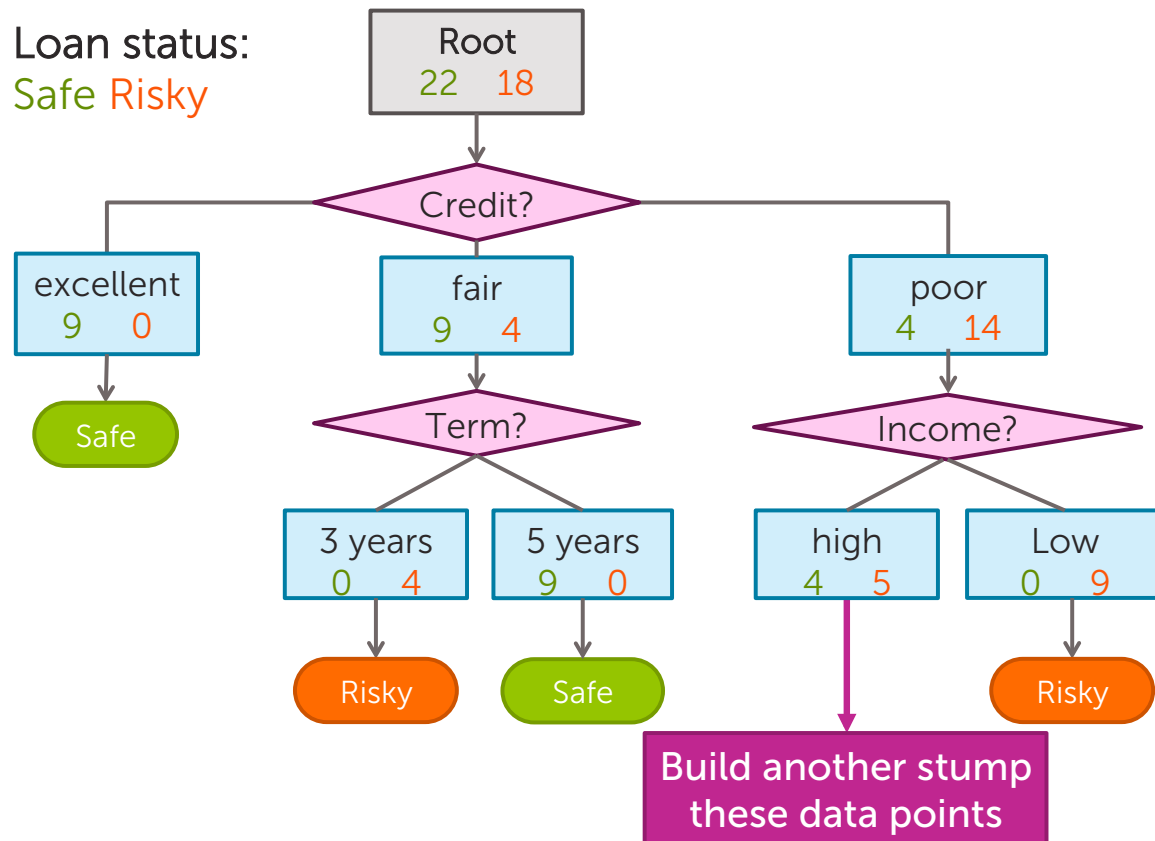 Loan status:
Safe Risky
Root
22 18
Credit?
excellent
9 0
fair
9 4
poor
4 14
Safe
Term?
Income?
3 years
0 4
5 years
9 0
high
4 5
Low
0 9
Risky
Safe
Risky
Build another stump
these data points